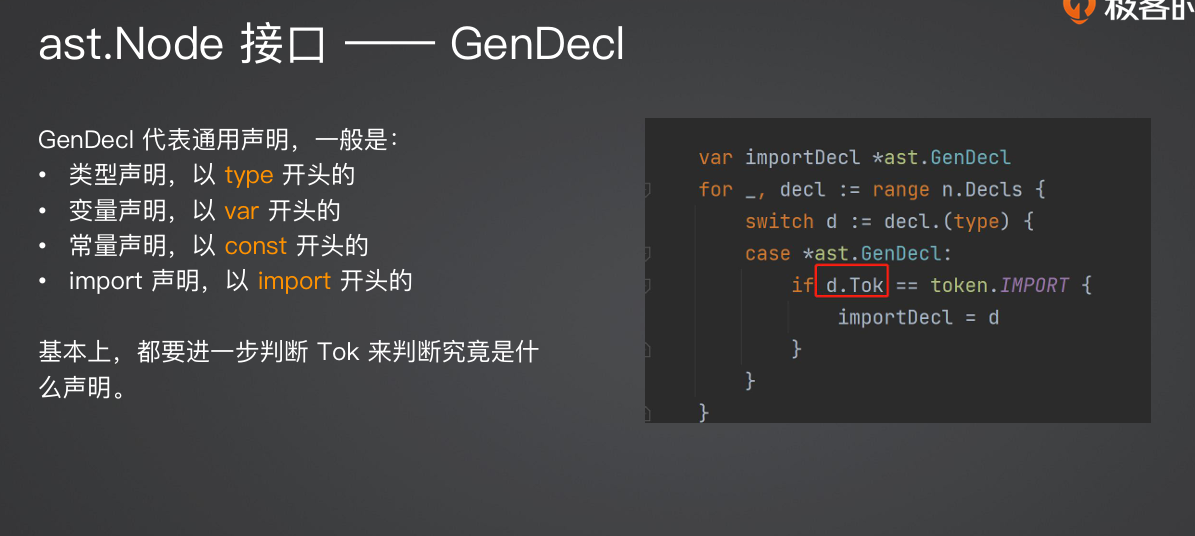 极客时
ast.Node 接口 —— GenDecl
GenDecl 代表通用声明，一般是：
• 类型声明，以 type 开头的
• 变量声明，以 var 开头的
• 常量声明，以 const 开头的
• import 声明，以 import 开头的
基本上，都要进一步判断 Tok 来判断究竟是什
么声明。
var importDecl *ast.GenDecl
for _, decl := range n.Decls {
switch d := decl.(type) {
case *ast.GenDecl:
if d.Tok == token.IMPORT {
importDecl = d
}
}
}